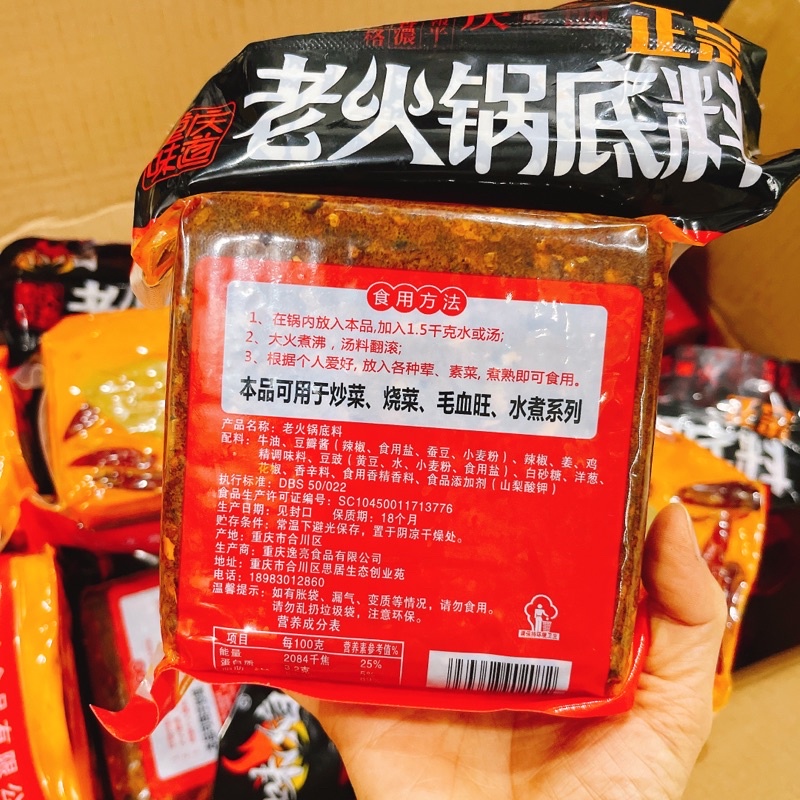 正宗
重庆
味道
老火锅底料
食用方法
1、在锅内放入本品,加入1.5千克水或汤;
2、大火煮沸，汤料翻滚;
3、根据个人爱好,放入各种荤、素菜,煮熟即可食用。
本品可用于炒菜、烧菜、毛血旺、水煮系列
产品名称: 老火锅底料
配料: 牛油、豆瓣酱（辣椒、食用盐、蚕豆、小麦粉）、辣椒、姜、鸡
精调味料、豆豉（黄豆、水、小麦粉、食用盐）、白砂糖、洋葱、
花椒、香辛料、食用香精香料、食品添加剂（山梨酸钾）
执行标准: DBS 50/022
食品生产许可证编号: SC10450011713776
生产日期: 见封口 保质期: 18个月
贮存条件: 常温下避光保存，置于阴凉干燥处。
产地: 重庆市合川区
生产商: 重庆逸亮食品有限公司
地址: 重庆市合川区思居生态创业苑
电话: 18983012860
温馨提示: 如有胀袋、漏气、变质等情况，请勿食用。
请勿乱扔垃圾袋，注意环保。
营养成分表
项目 每100克 营养素参考值%
能量 2084千焦 25%
蛋白质